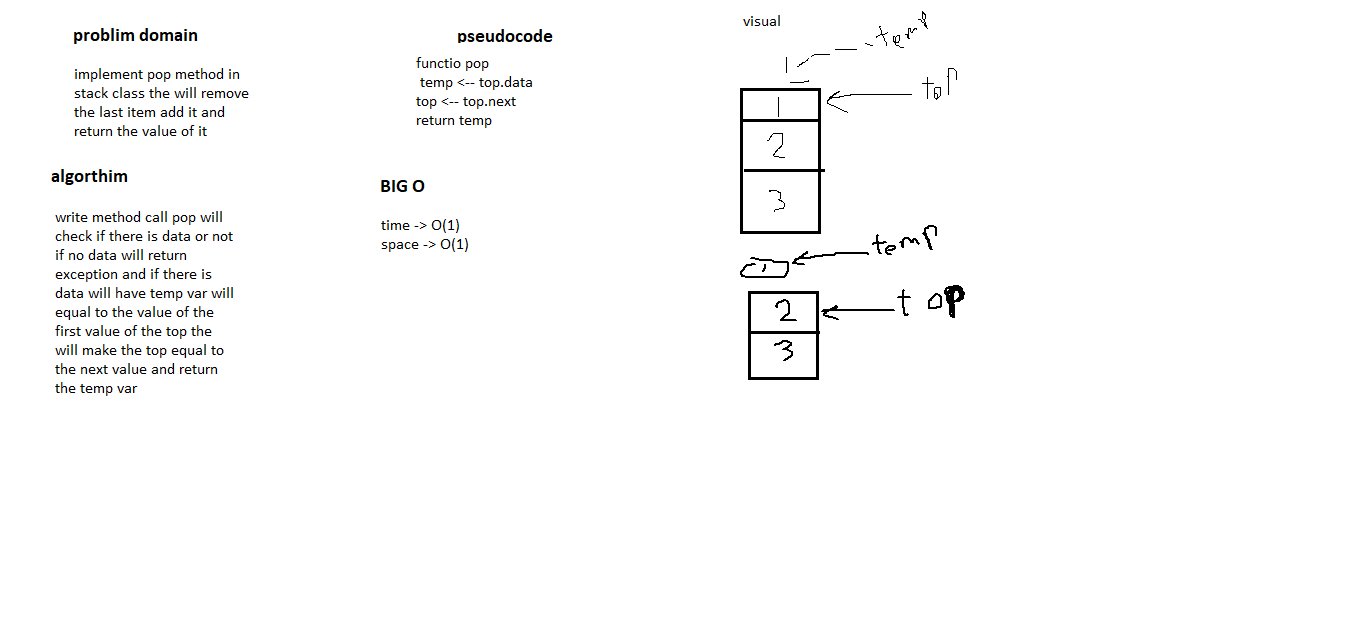 problim domain
implement pop method in
stack class the will remove
the last item add it and
return the value of it
algorthim
write method call pop will
check if there is data or not
if no data will return
exception and if there is
data will have temp var will
equal to the value of the
first value of the top the
will make the top equal to
the next value and return
the temp var
pseudocode
functio pop
temp <-- top.data
top <-- top.next
return temp
BIG O
time -> O(1)
space -> O(1)
visual
temp
1
top
1
2
3
temp
1
top
2
3